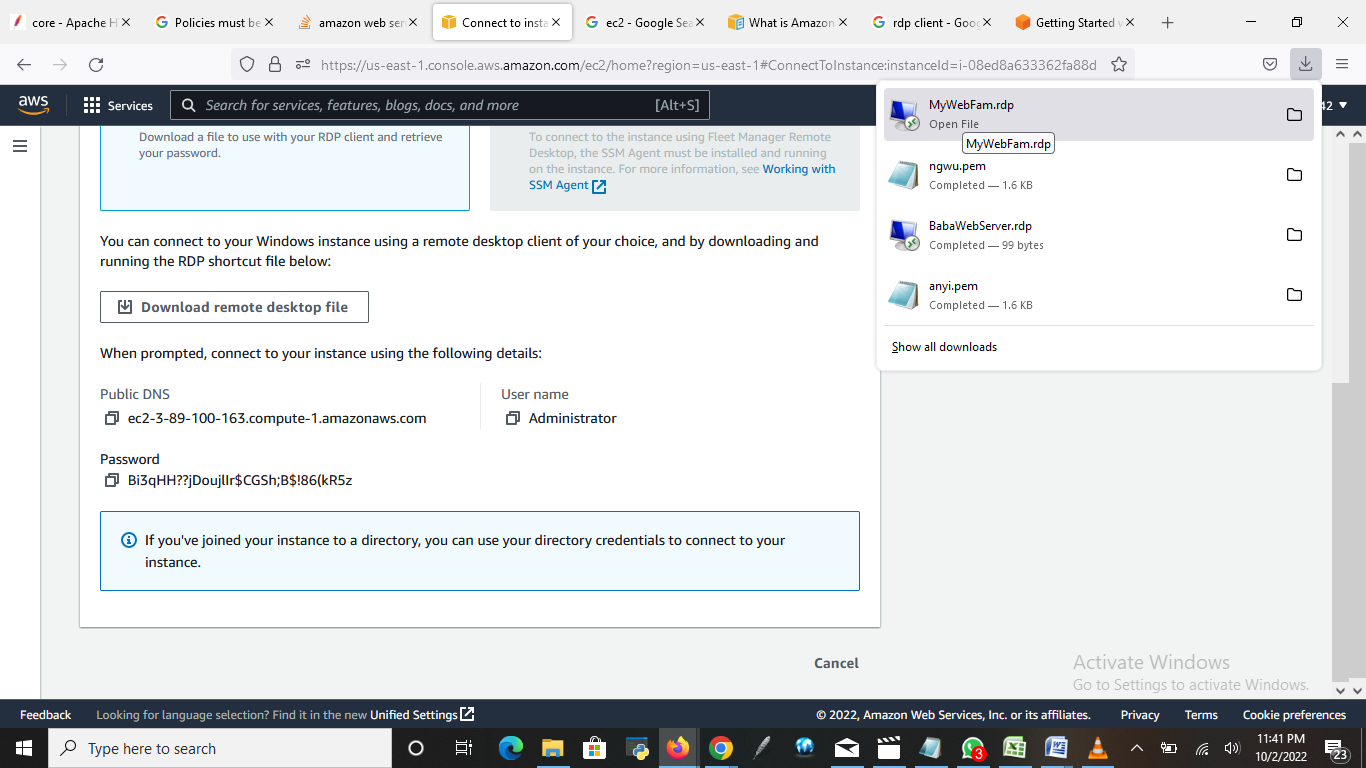 core - Apache H
Policies must be
amazon web ser
Connect to insta
ec2 - Google Sea
What is Amazon
rdp client - Goog
Getting Started v
https://us-east-1.console.aws.amazon.com/ec2/home?region=us-east-1#ConnectToInstance:instanceId=i-08ed8a633362fa88d
aws
Services
Search for services, features, blogs, docs, and more
[Alt+S]
42
MyWebFam.rdp
Open File
MyWebFam.rdp
ngwu.pem
Completed — 1.6 KB
BabaWebServer.rdp
Completed — 99 bytes
anyi.pem
Completed — 1.6 KB
Show all downloads
Download a file to use with your RDP client and retrieve
your password.
To connect to the instance using Fleet Manager Remote
Desktop, the SSM Agent must be installed and running
on the instance. For more information, see Working with
SSM Agent
You can connect to your Windows instance using a remote desktop client of your choice, and by downloading and
running the RDP shortcut file below:
Download remote desktop file
When prompted, connect to your instance using the following details:
Public DNS
ec2-3-89-100-163.compute-1.amazonaws.com
User name
Administrator
Password
Bi3qHH??jDoujlIr$CGSh;B$!86(kR5z
If you've joined your instance to a directory, you can use your directory credentials to connect to your
instance.
Cancel
Activate Windows
Go to Settings to activate Windows.
Feedback
Looking for language selection? Find it in the new Unified Settings
© 2022, Amazon Web Services, Inc. or its affiliates.
Privacy
Terms
Cookie preferences
Type here to search
3
11:41 PM
10/2/2022
23